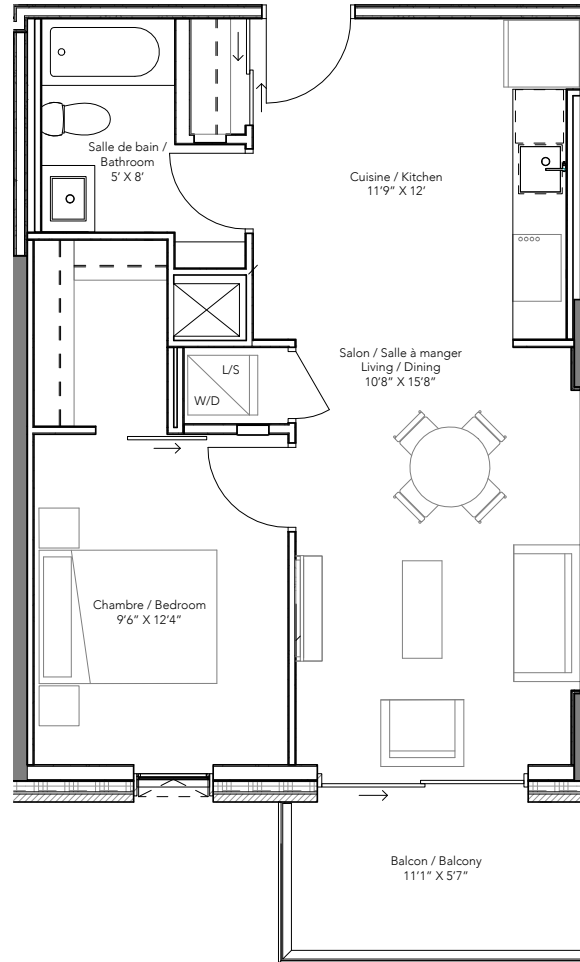 Salle de bain /
Bathroom
5' X 8'
Cuisine / Kitchen
11'9" X 12'
Salon / Salle à manger
Living / Dining
10'8" X 15'8"
L/S
W/D
Chambre / Bedroom
9'6" X 12'4"
Balcon / Balcony
11'1" X 5'7"